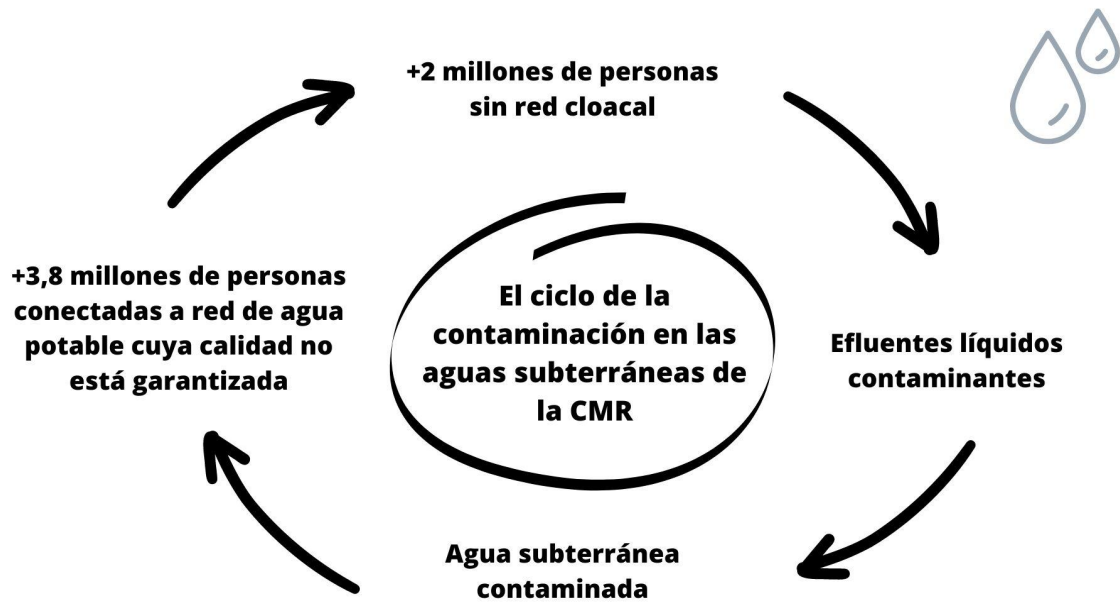 +2 millones de personas
sin red cloacal
+3,8 millones de personas
conectadas a red de agua
potable cuya calidad no
está garantizada
El ciclo de la
contaminación en las
aguas subterráneas de
la CMR
Efluentes líquidos
contaminantes
Agua subterránea
contaminada